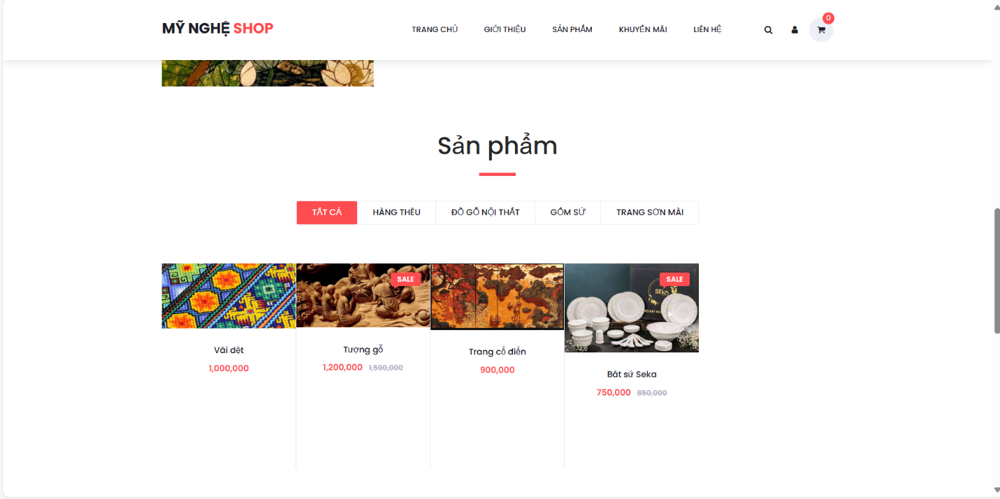 MỸ NGHỆ SHOP
TRANG CHỦ GIỚI THIỆU SẢN PHẨM KHUYẾN MÃI LIÊN HỆ
0
Sản phẩm
TẤT CẢ HÀNG THÊU ĐỒ GỖ NỘI THẤT GỐM SỨ TRANG SƠN MÀI
SALE
SALE
SEKA
Vãi dệt
1,000,000
Tượng gỗ
1,200,000 1,500,000
Trang cổ điển
900,000
Bát sứ Seka
750,000 850,000